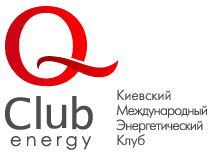 Q
Club
energy
Киевский
Международный
Энергетический
Клуб